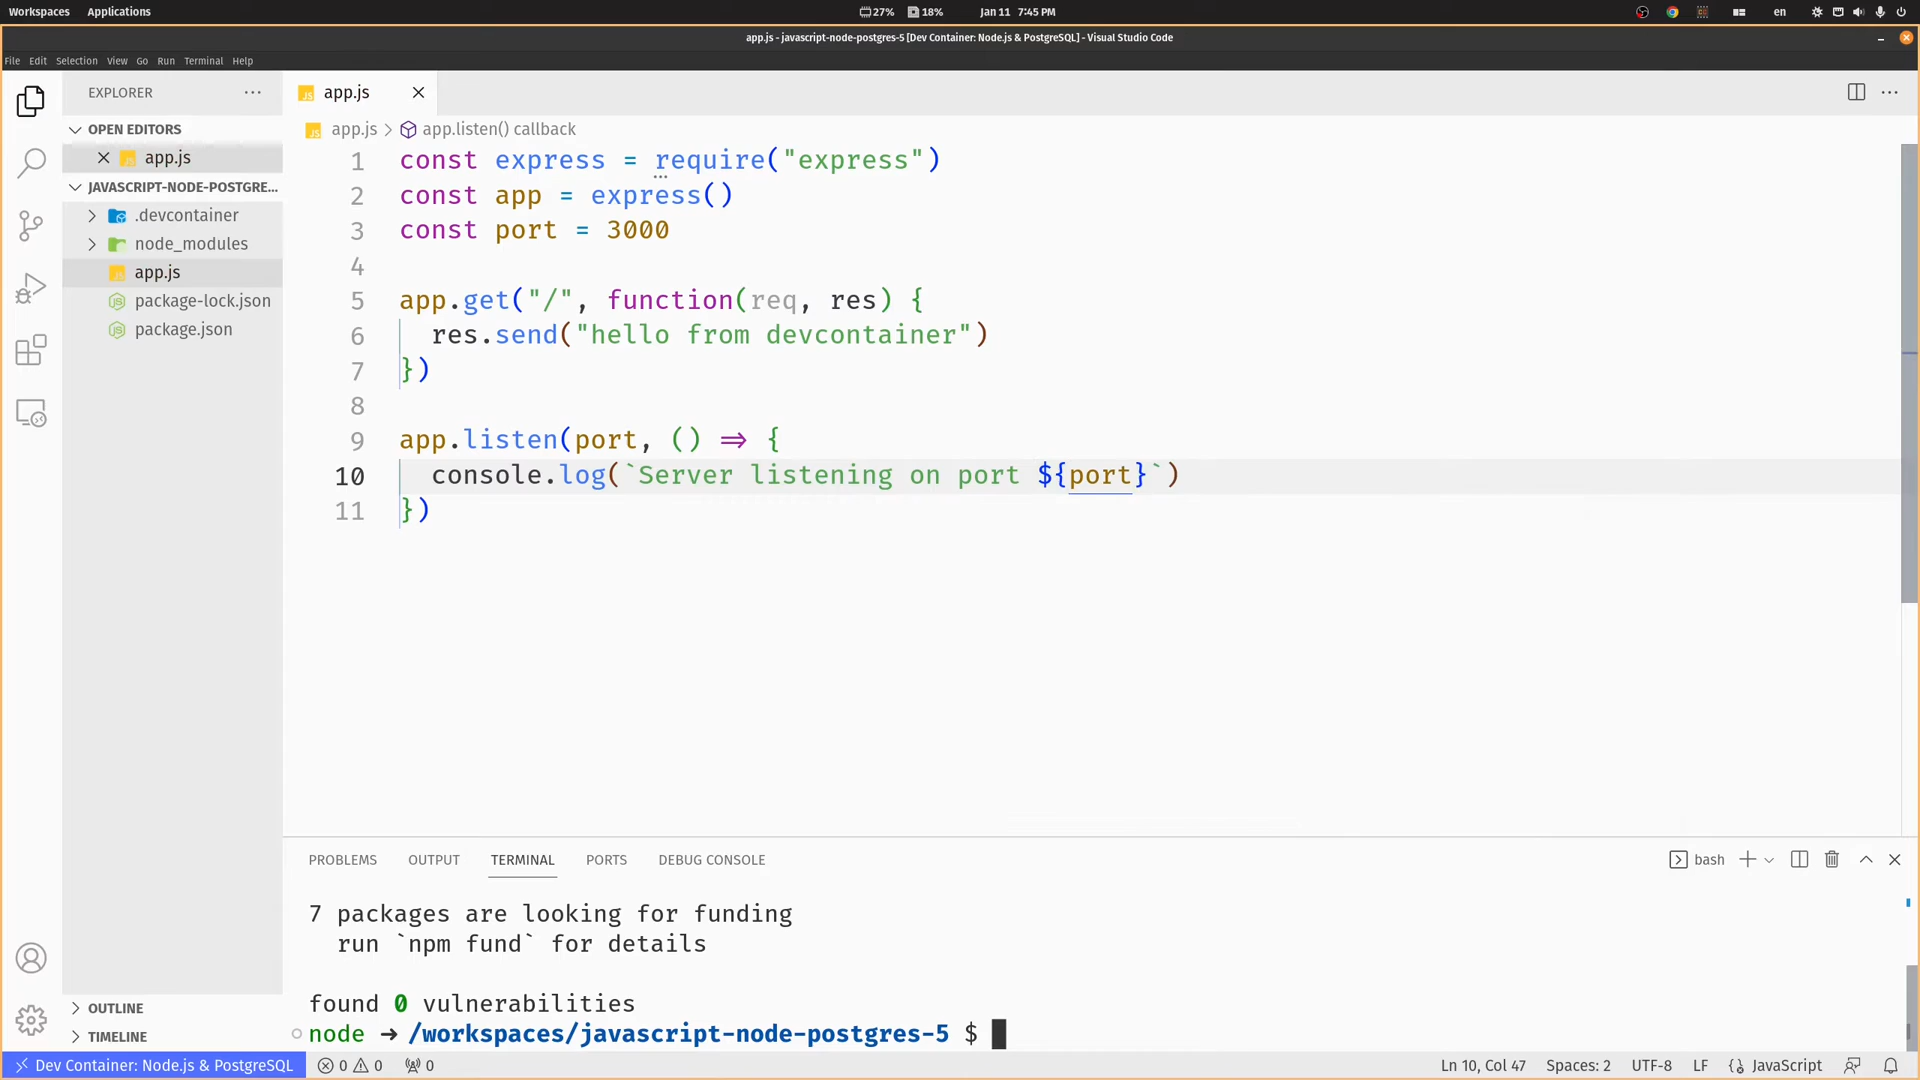 Workspaces Applications 27% 18% Jan 11 7:45 PM en
app.js - javascript-node-postgres-5 [Dev Container: Node.js & PostgreSQL] - Visual Studio Code
File Edit Selection View Go Run Terminal Help
EXPLORER
app.js
OPEN EDITORS
app.js
JAVASCRIPT-NODE-POSTGRE...
.devcontainer
node_modules
app.js
package-lock.json
package.json
OUTLINE
TIMELINE
app.js > app.listen() callback
1 const express = require("express")
2 const app = express()
3 const port = 3000
4
5 app.get("/", function(req, res) {
6 res.send("hello from devcontainer")
7 })
8
9 app.listen(port, () => {
10 console.log(`Server listening on port ${port}`)
11 })
PROBLEMS OUTPUT TERMINAL PORTS DEBUG CONSOLE bash
7 packages are looking for funding
run `npm fund` for details
found 0 vulnerabilities
node → /workspaces/javascript-node-postgres-5 $
Dev Container: Node.js & PostgreSQL 0 0 0 Ln 10, Col 47 Spaces: 2 UTF-8 LF JavaScript